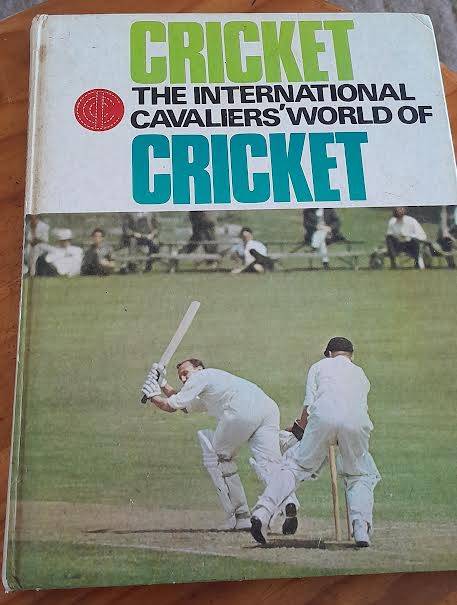 CRICKET
THE INTERNATIONAL
CAVALIERS' WORLD OF
CRICKET